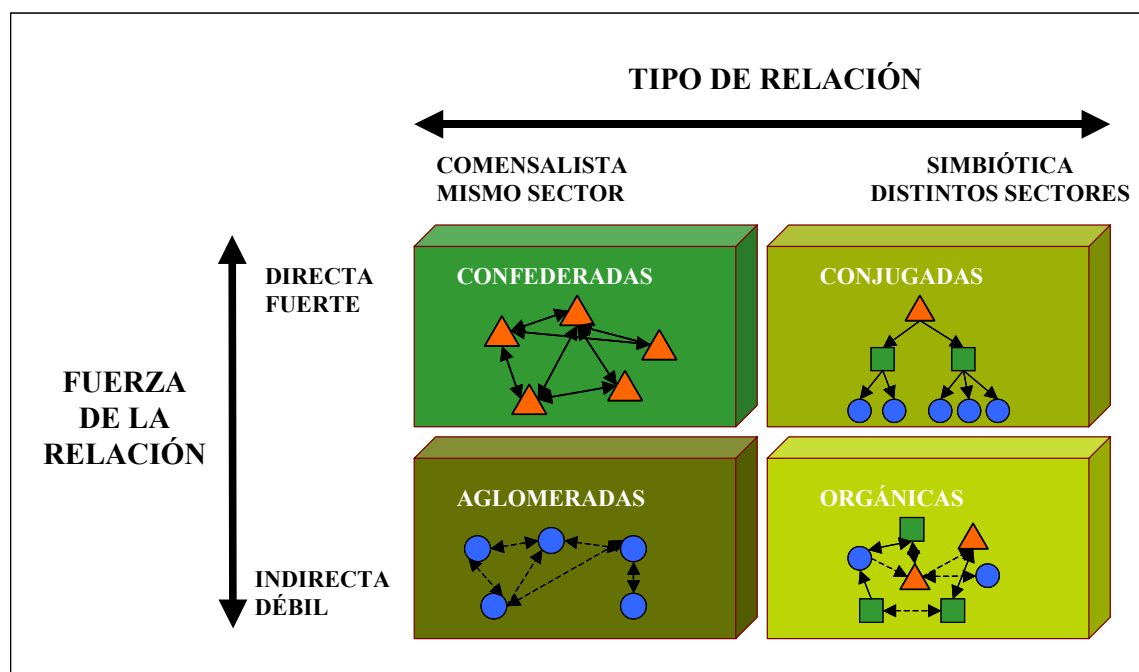 TIPO DE RELACIÓN
COMENSALISTA
MISMO SECTOR
SIMBIÓTICA
DISTINTOS SECTORES
FUERZA
DE LA
RELACIÓN
DIRECTA
FUERTE
CONFEDERADAS
CONJUGADAS
INDIRECTA
DÉBIL
AGLOMERADAS
ORGÁNICAS